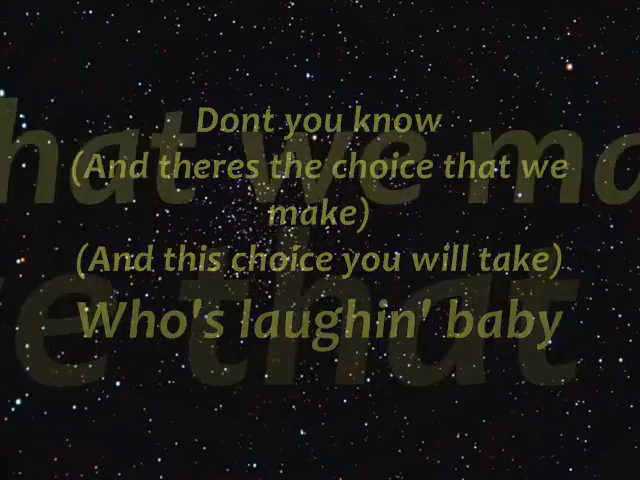 Dont you know
(And theres the choice that we
make)
(And this choice you will take)
Who's laughin' baby
hat we ma
e that